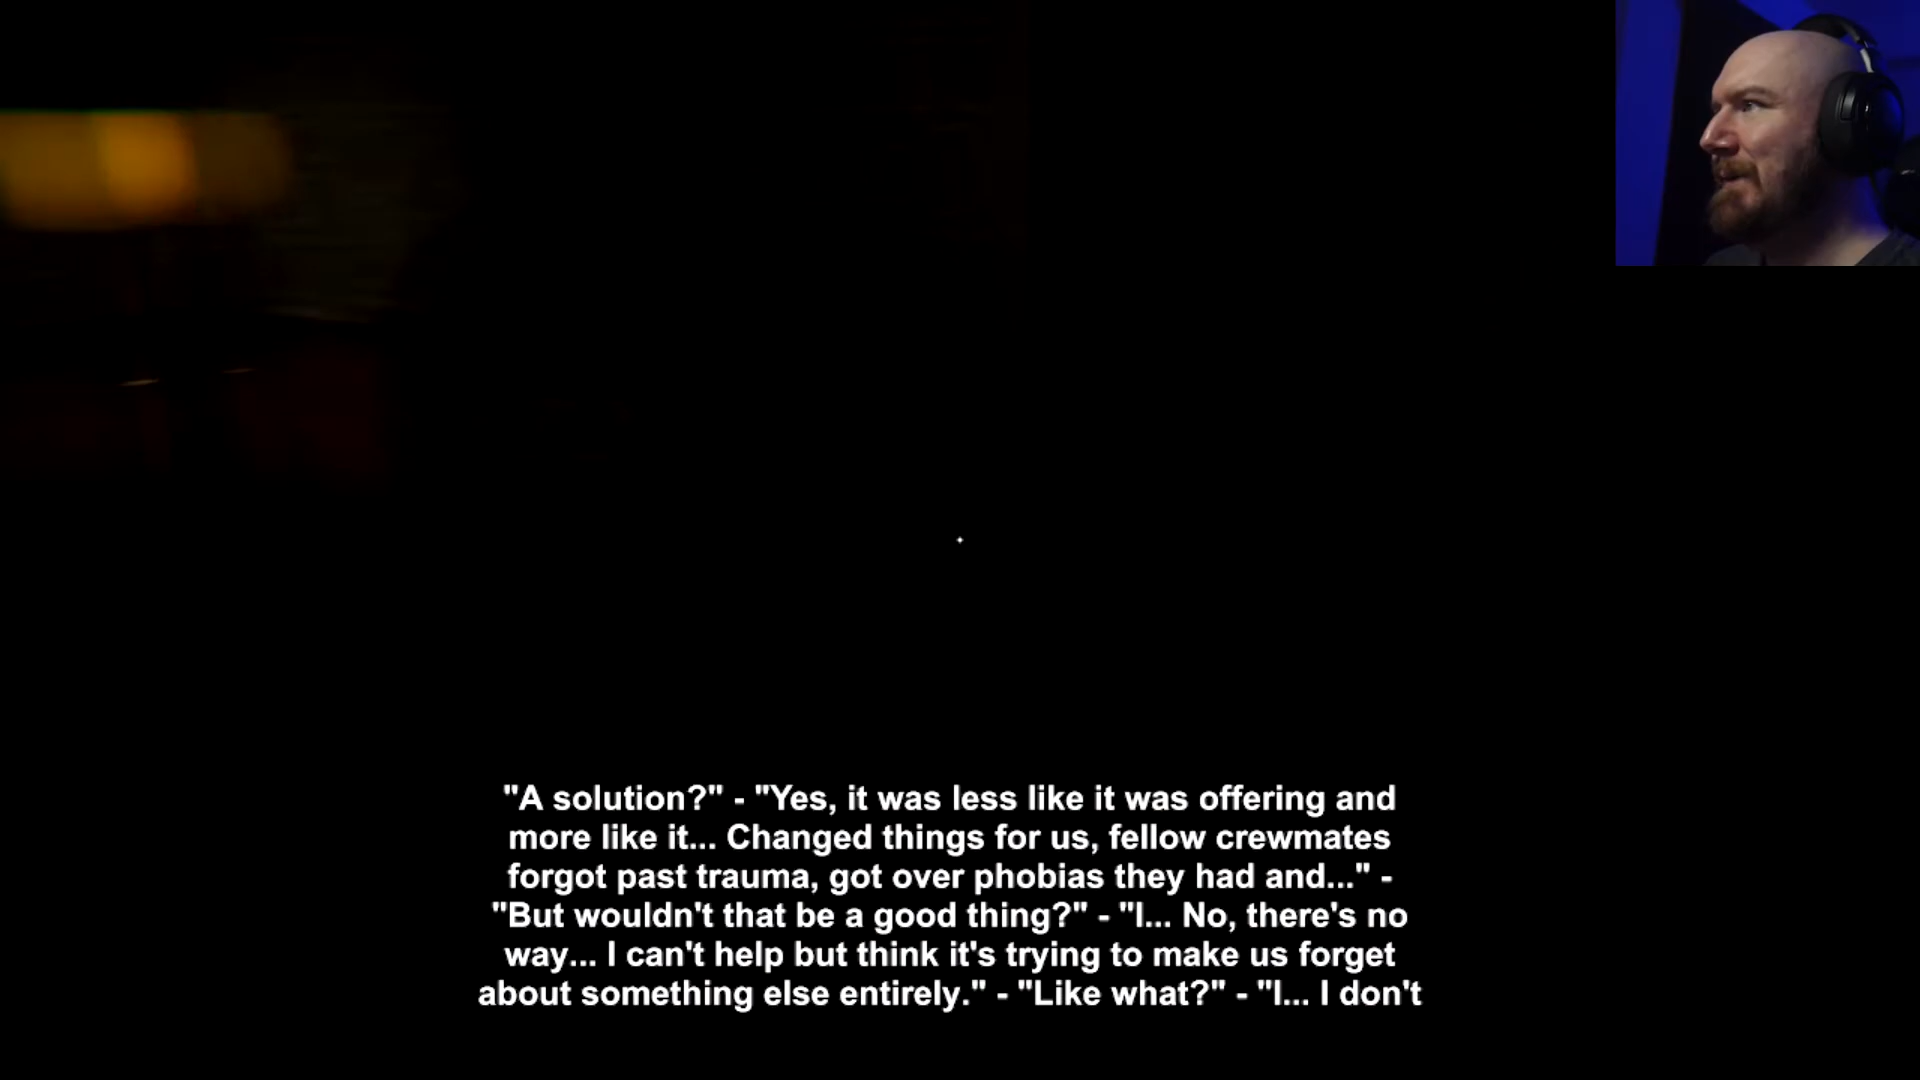 "A solution?" - "Yes, it was less like it was offering and
more like it... Changed things for us, fellow crewmates
forgot past trauma, got over phobias they had and..." -
"But wouldn't that be a good thing?" - "I... No, there's no
way... I can't help but think it's trying to make us forget
about something else entirely." - "Like what?" - "I... I don't